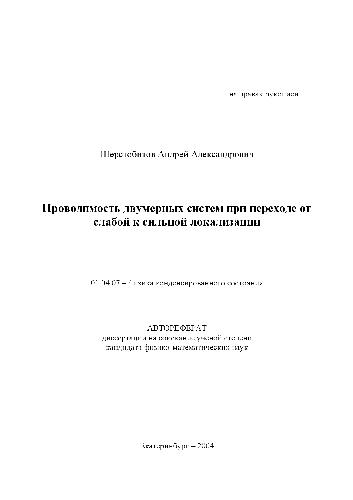 на правах рукописи
Шерстобитов Андрей Александрович
Проводимость двумерных систем при переходе от
слабой к сильной локализации
01.04.07 – физика конденсированного состояния
АВТОРЕФЕРАТ
диссертации на соискание ученой степени
кандидата физико-математических наук
Екатеринбург – 2004